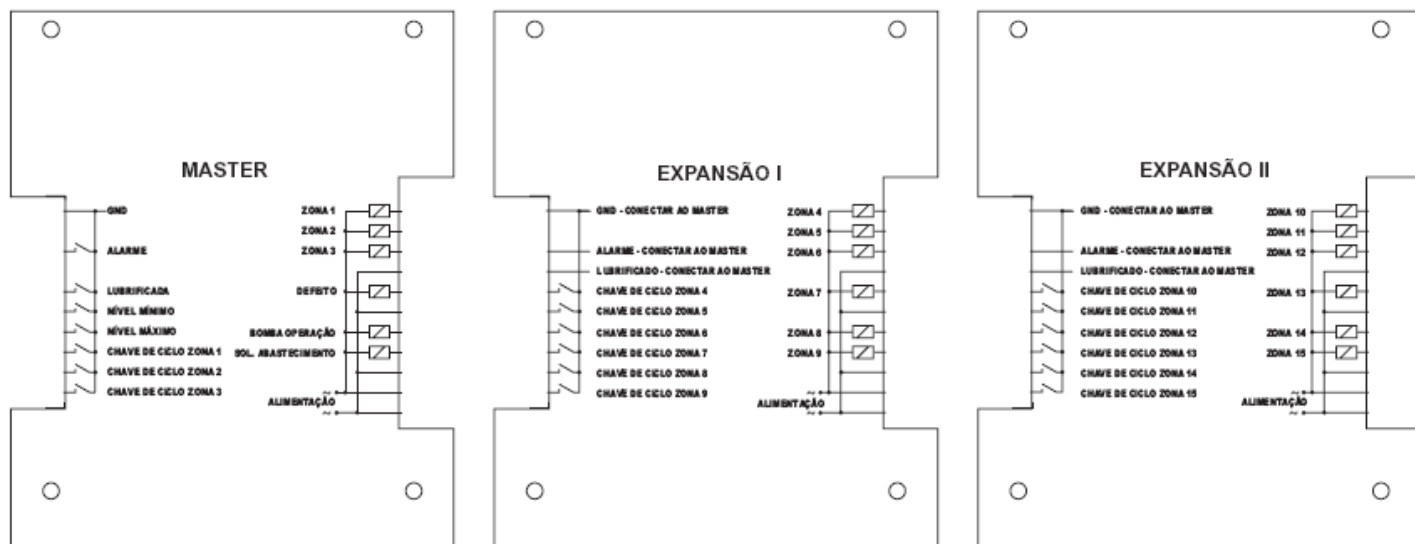 MASTER
GND
ALARME
LUBRIFICADA
NÍVEL MÍNIMO
NÍVEL MÁXIMO
CHAVE DE CICLO ZONA 1
CHAVE DE CICLO ZONA 2
CHAVE DE CICLO ZONA 3
ZONA 1
ZONA 2
ZONA 3
DEFEITO
BOMBA OPERAÇÃO
SOL. ABASTECIMENTO
~
ALIMENTAÇÃO
~
EXPANSÃO I
GND - CONECTAR AO MASTER
ALARME - CONECTAR AO MASTER
LUBRIFICADO - CONECTAR AO MASTER
CHAVE DE CICLO ZONA 4
CHAVE DE CICLO ZONA 5
CHAVE DE CICLO ZONA 6
CHAVE DE CICLO ZONA 7
CHAVE DE CICLO ZONA 8
CHAVE DE CICLO ZONA 9
ZONA 4
ZONA 5
ZONA 6
ZONA 7
ZONA 8
ZONA 9
~
ALIMENTAÇÃO
~
EXPANSÃO II
GND - CONECTAR AO MASTER
ALARME - CONECTAR AO MASTER
LUBRIFICADO - CONECTAR AO MASTER
CHAVE DE CICLO ZONA 10
CHAVE DE CICLO ZONA 11
CHAVE DE CICLO ZONA 12
CHAVE DE CICLO ZONA 13
CHAVE DE CICLO ZONA 14
CHAVE DE CICLO ZONA 15
ZONA 10
ZONA 11
ZONA 12
ZONA 13
ZONA 14
ZONA 15
~
ALIMENTAÇÃO
~